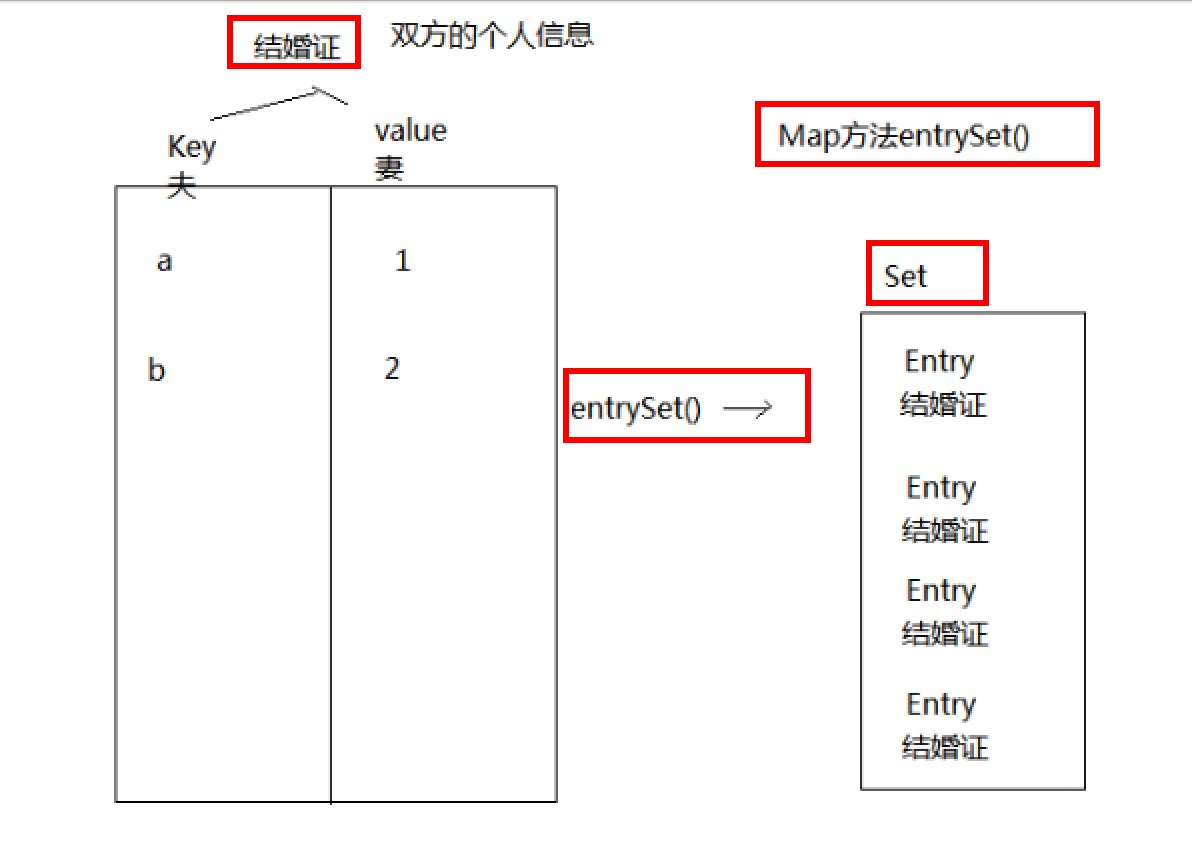 结婚证
双方的个人信息
Key
夫
value
妻
Map方法entrySet()
a
1
b
2
entrySet()
Set
Entry
结婚证
Entry
结婚证
Entry
结婚证
Entry
结婚证